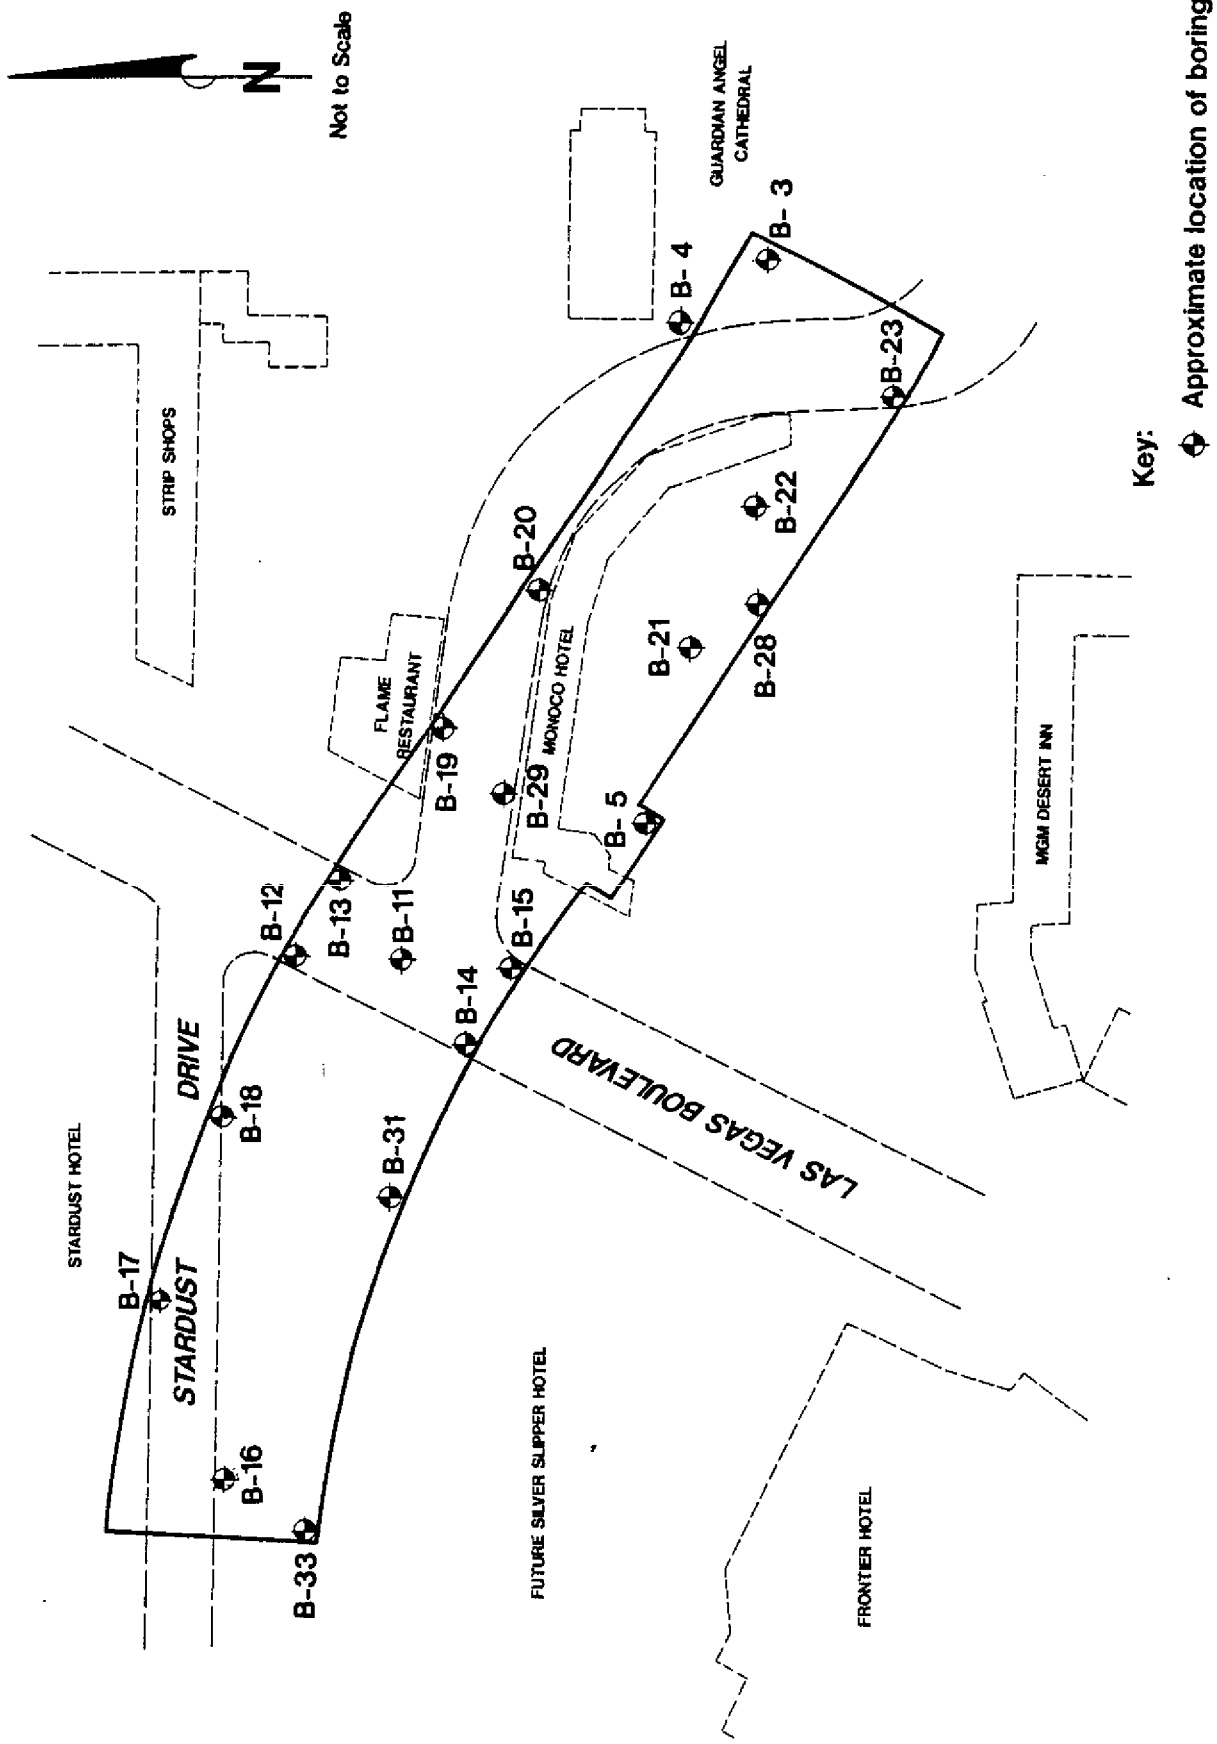 N
Not to Scale
STRIP SHOPS
GUARDIAN ANGEL
CATHEDRAL
STARDUST HOTEL
STARDUST DRIVE
FLAME
RESTAURANT
MONOCO HOTEL
LAS VEGAS BOULEVARD
FUTURE SILVER SLIPPER HOTEL
FRONTIER HOTEL
MGM DESERT INN
B-33
B-16
B-17
B-18
B-31
B-12
B-13
B-11
B-14
B-15
B-19
B-29
B-5
B-20
B-21
B-28
B-22
B-4
B-3
B-23
Key:
Approximate location of boring